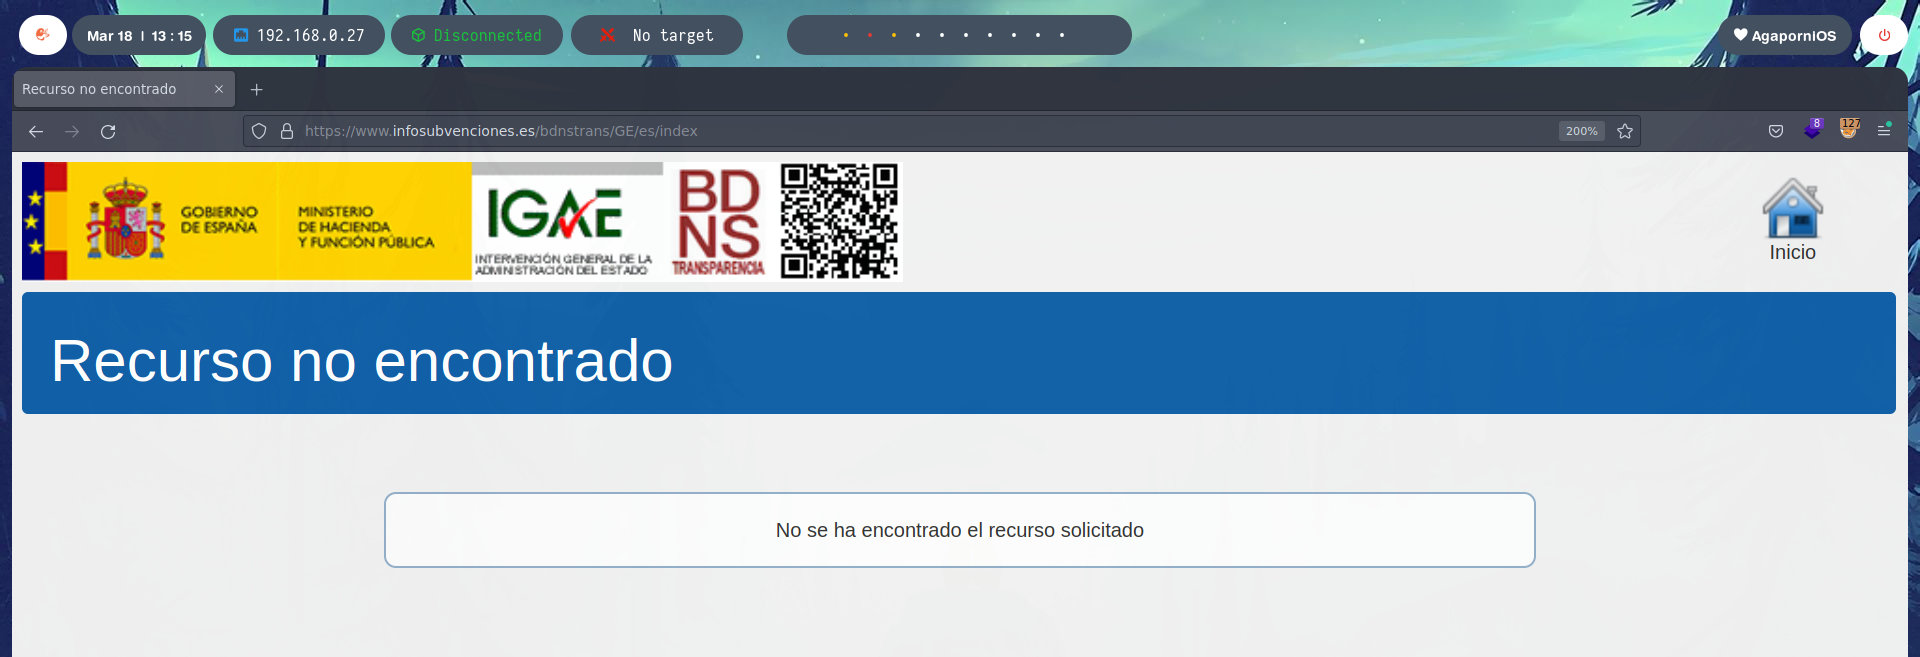 Mar 18 | 13 : 15
192.168.0.27
Disconnected
No target
AgaporniOS
Recurso no encontrado
https://www.infosubvenciones.es/bdnstrans/GE/es/index
200%
8
127
GOBIERNO
DE ESPAÑA
MINISTERIO
DE HACIENDA
Y FUNCIÓN PÚBLICA
IGAE
INTERVENCIÓN GENERAL DE LA
ADMINISTRACIÓN DEL ESTADO
BD
NS
TRANSPARENCIA
Inicio
Recurso no encontrado
No se ha encontrado el recurso solicitado